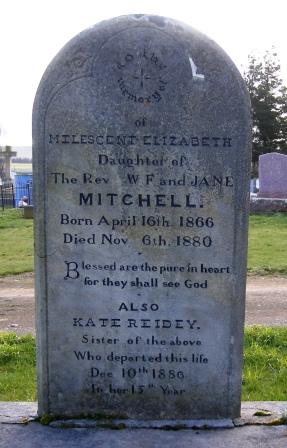 To the
memory
of
MILESCENT ELIZABETH
Daughter of
The Rev W.F and JANE
MITCHELL.
Born April 16th 1866
Died Nov 6th 1880
Blessed are the pure in heart
for they shall see God
ALSO
KATE REIDEY.
Sister of the above
Who departed this life
Dec 10th 1886
In her 15th Year